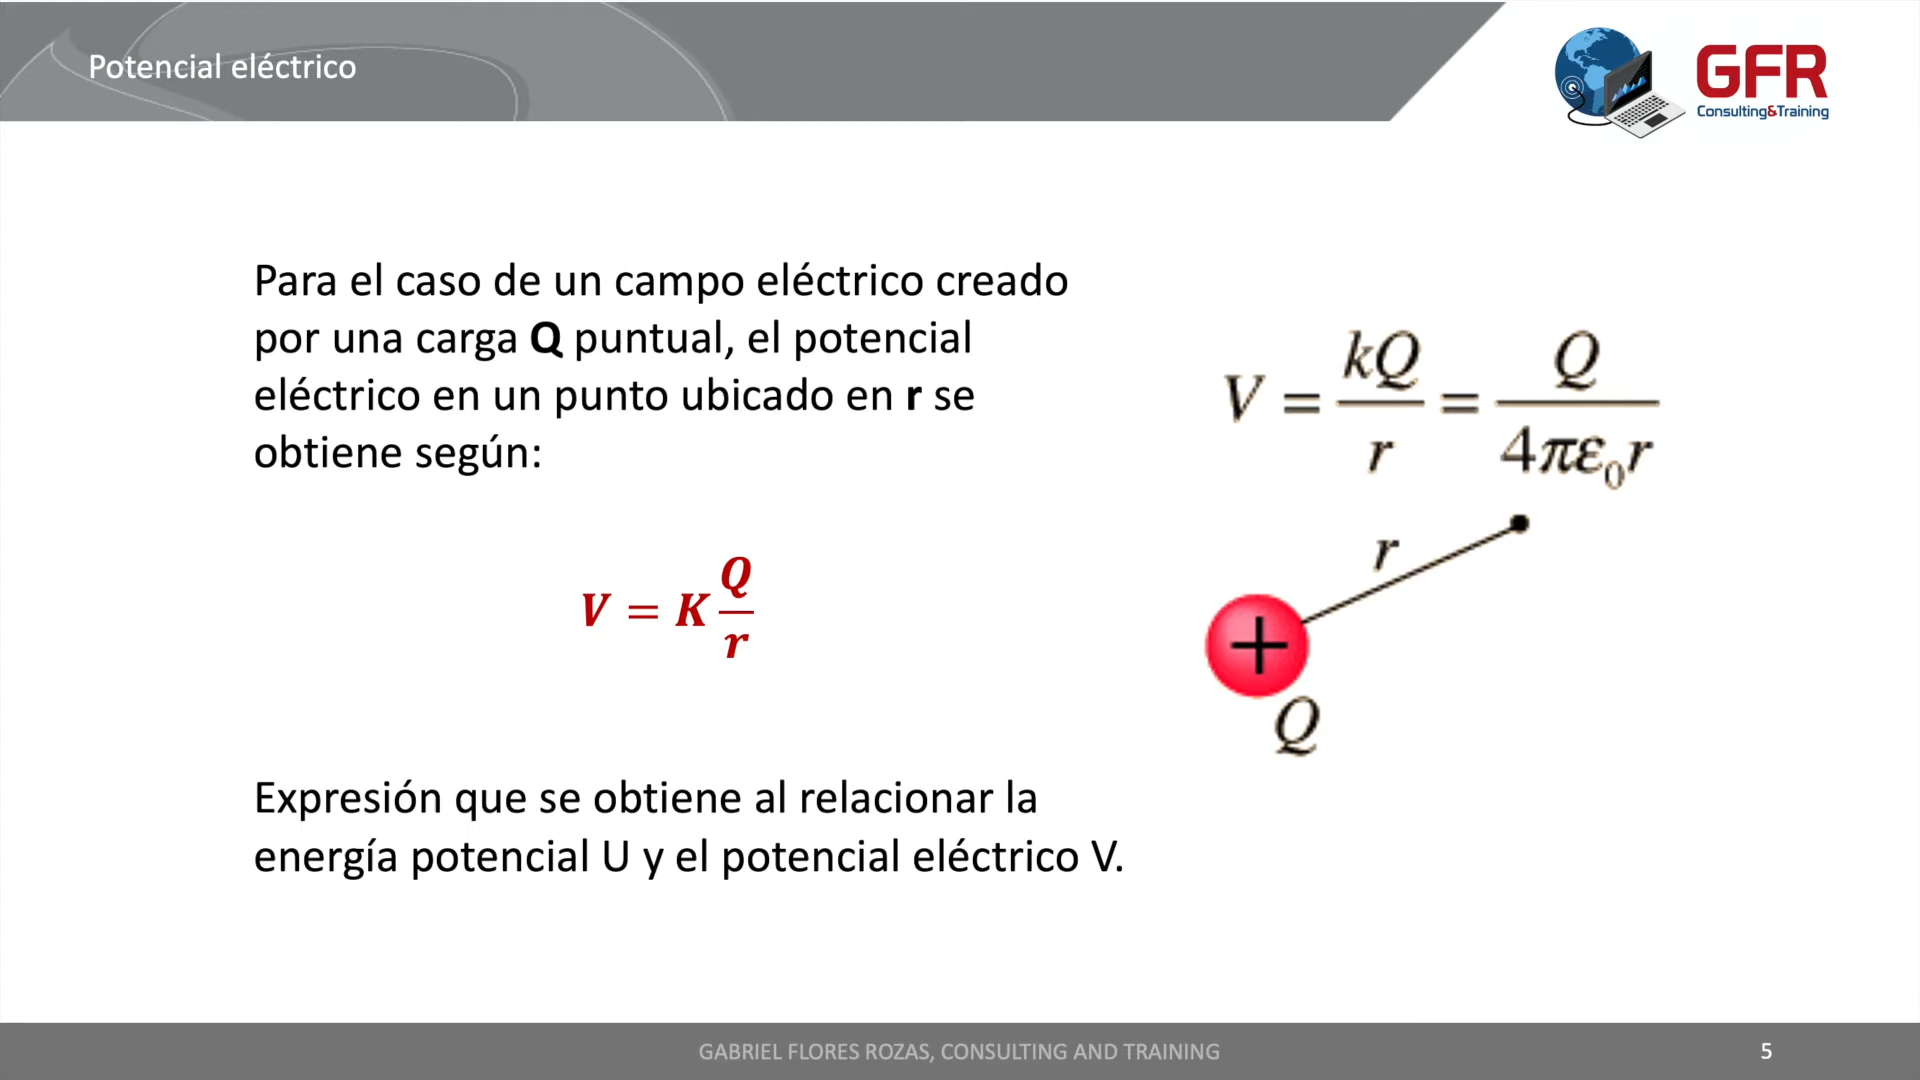 Potencial eléctrico
GFR
Consulting&Training
Para el caso de un campo eléctrico creado
por una carga Q puntual, el potencial
eléctrico en un punto ubicado en r se
obtiene según:
V = K Q/r
Expresión que se obtiene al relacionar la
energía potencial U y el potencial eléctrico V.
V = kQ/r = Q/4πε₀r
r
+
Q
GABRIEL FLORES ROZAS, CONSULTING AND TRAINING
5